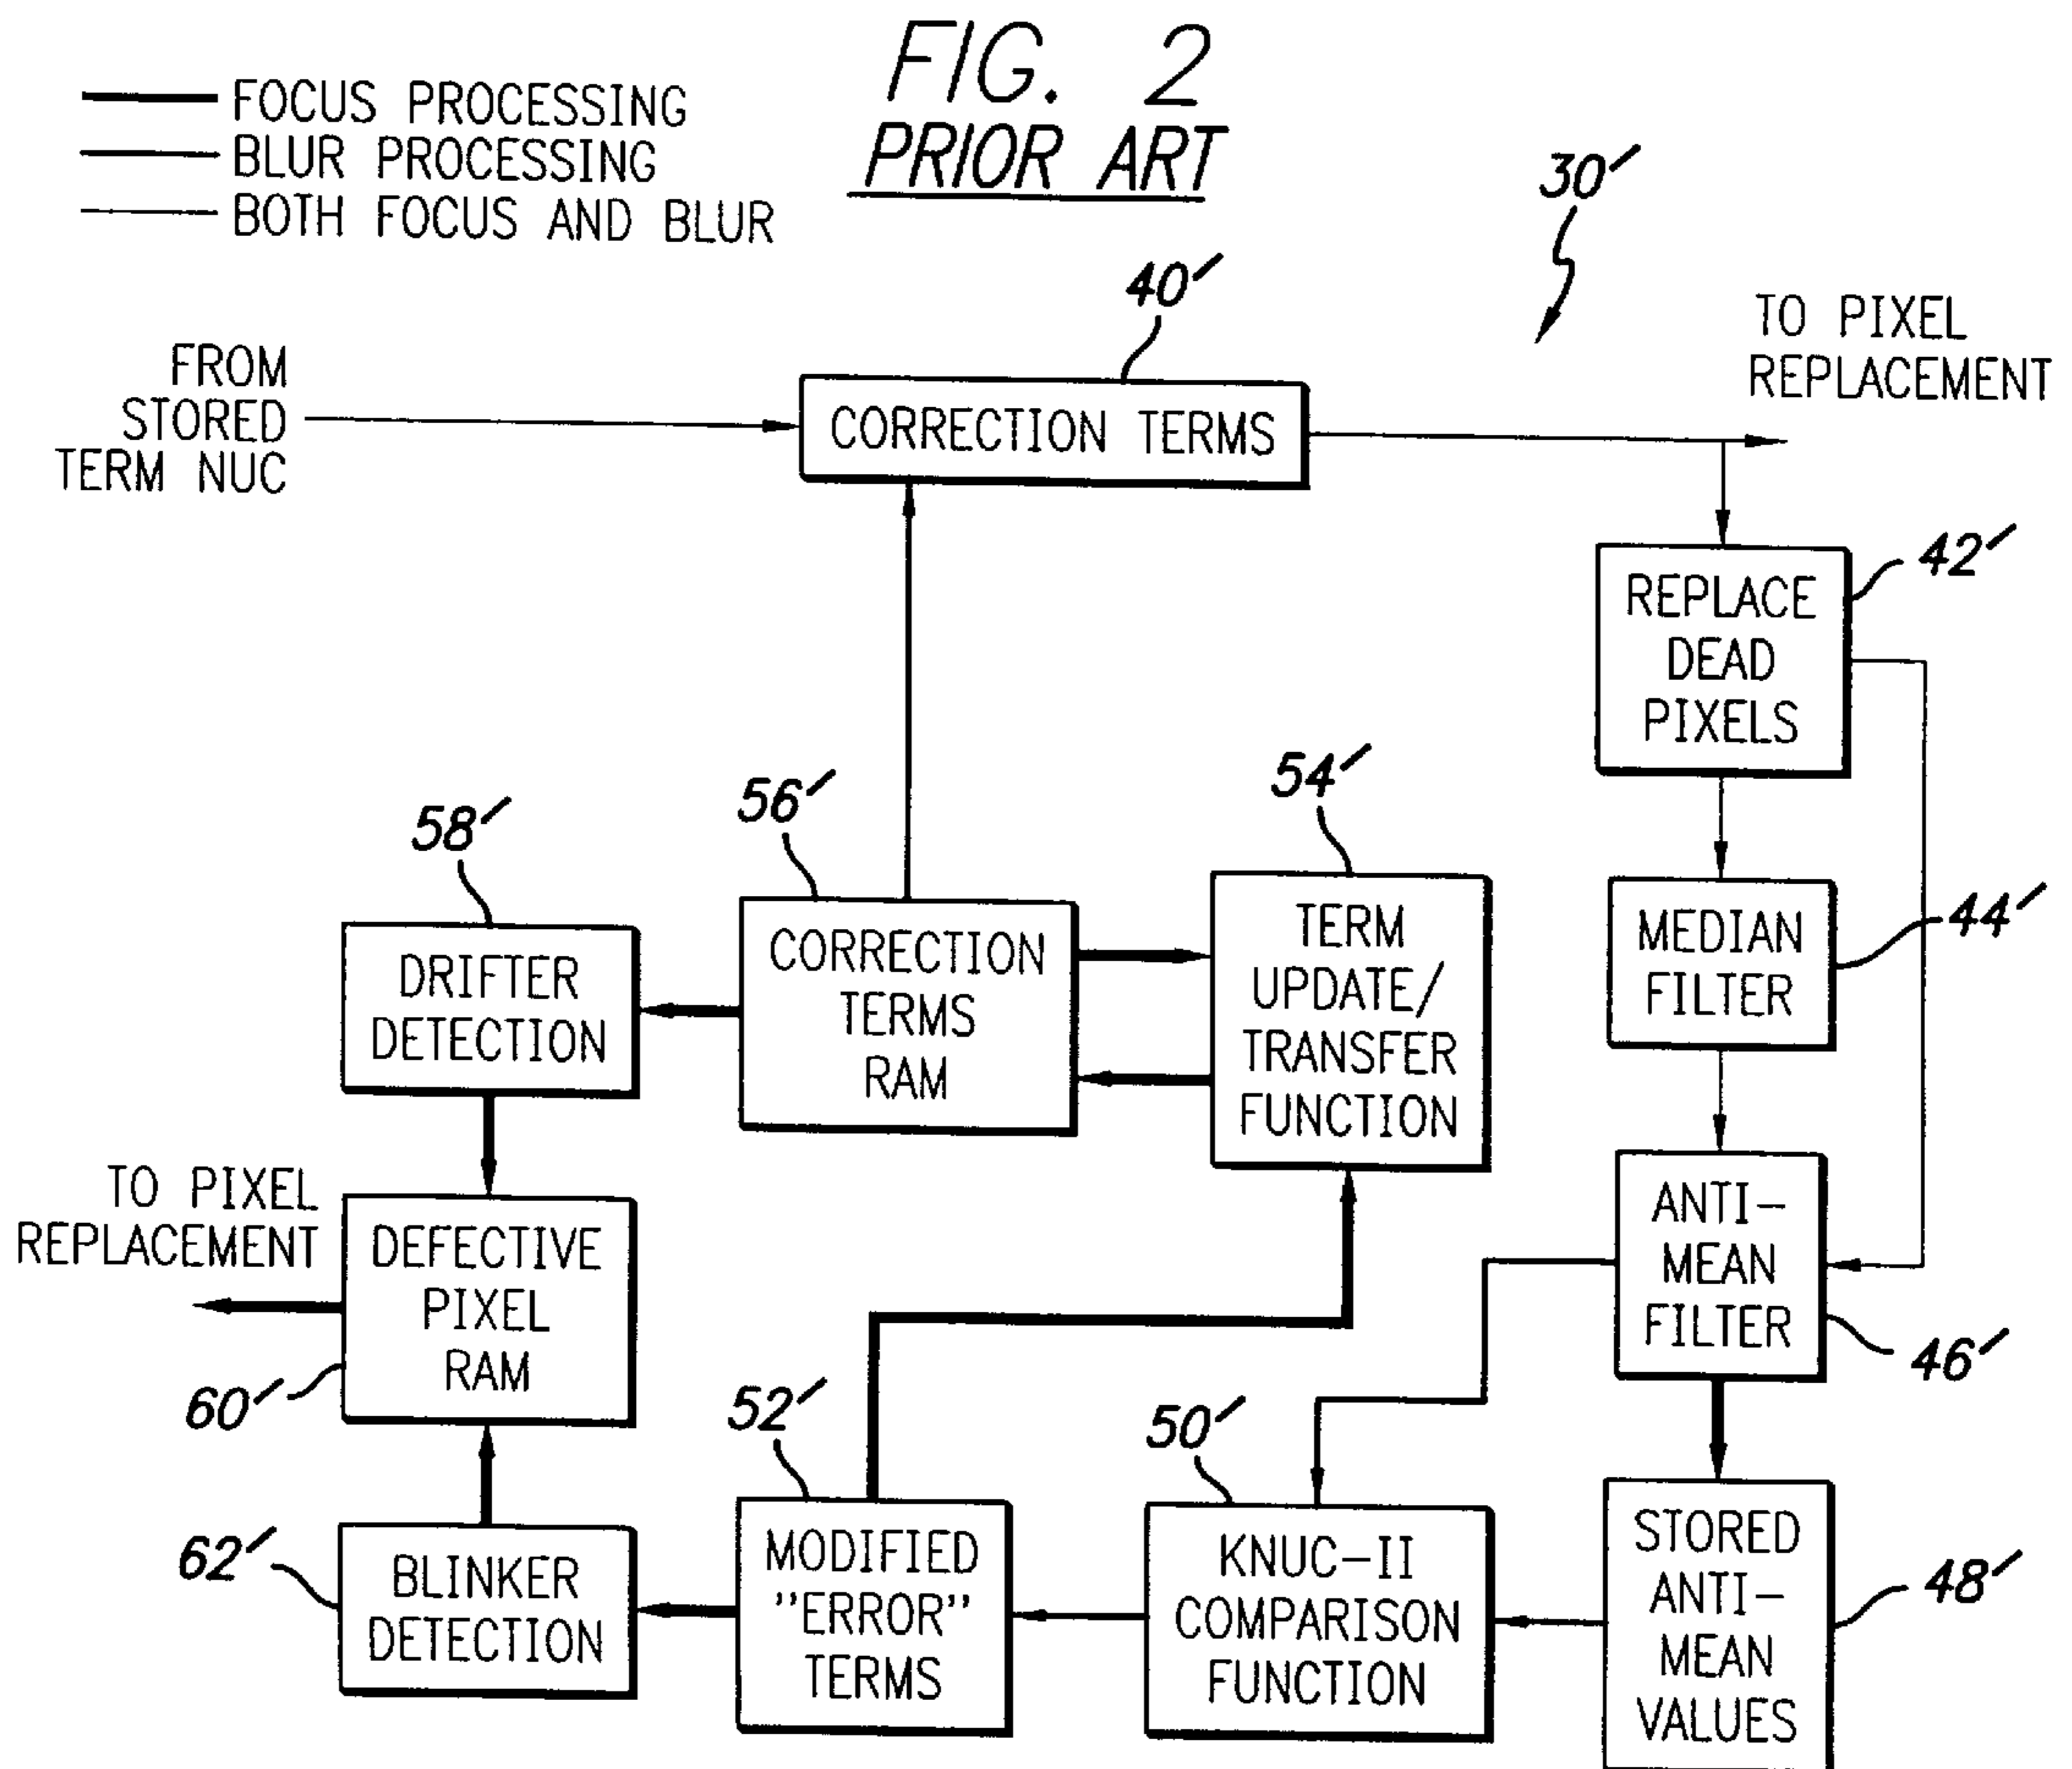 FIG. 2
PRIOR ART
FOCUS PROCESSING
BLUR PROCESSING
BOTH FOCUS AND BLUR
30'
40'
TO PIXEL
REPLACEMENT
FROM
STORED
TERM NUC
CORRECTION TERMS
42'
REPLACE
DEAD
PIXELS
44'
MEDIAN
FILTER
54'
TERM
UPDATE/
TRANSFER
FUNCTION
56'
CORRECTION
TERMS
RAM
58'
DRIFTER
DETECTION
TO PIXEL
REPLACEMENT
DEFECTIVE
PIXEL
RAM
60'
ANTI-
MEAN
FILTER
46'
52'
50'
62'
BLINKER
DETECTION
MODIFIED
"ERROR"
TERMS
KNUC-II
COMPARISON
FUNCTION
STORED
ANTI-
MEAN
VALUES
48'